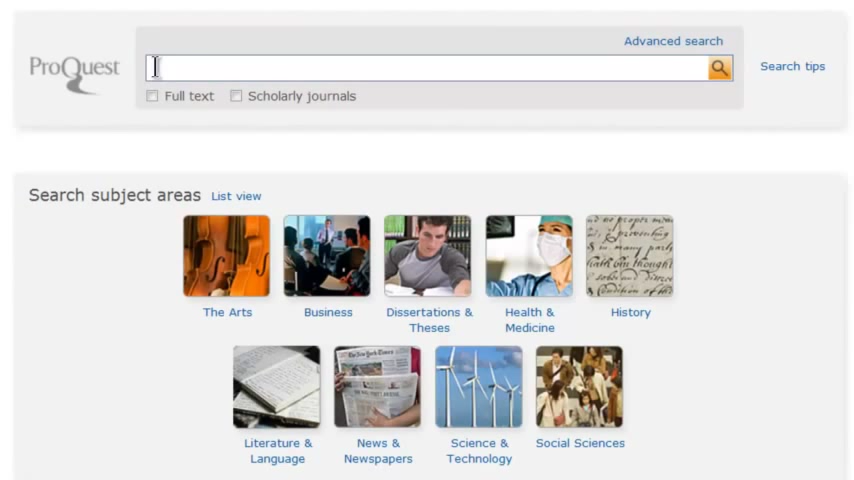 Advanced search
ProQuest
Search tips
Full text Scholarly journals
Search subject areas List view
The Arts Business Dissertations & Theses Health & Medicine History
Literature & Language News & Newspapers Science & Technology Social Sciences